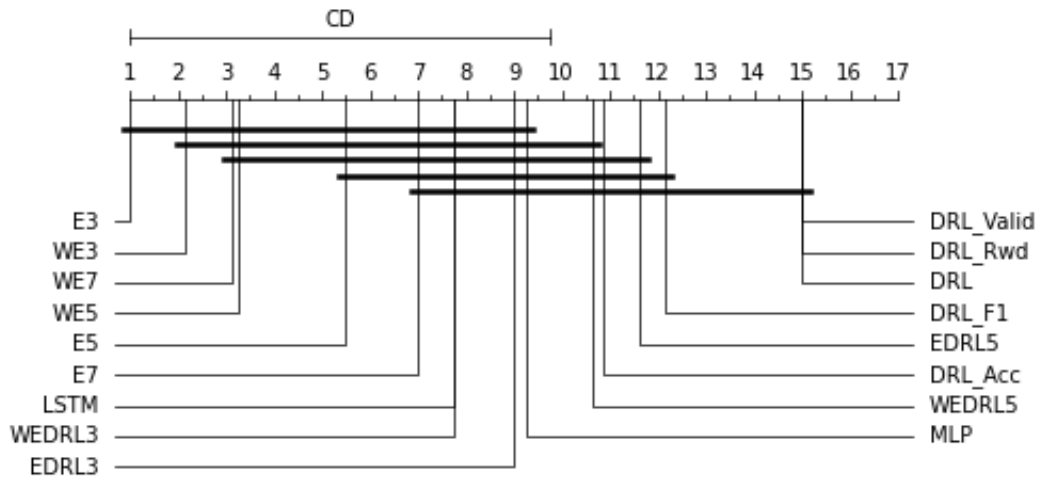 CD
1 2 3 4 5 6 7 8 9 10 11 12 13 14 15 16 17
E3 DRL_Valid
WE3 DRL_Rwd
WE7 DRL
WE5 DRL_F1
E5 EDRL5
E7 DRL_Acc
LSTM WEDRL5
WEDRL3 MLP
EDRL3